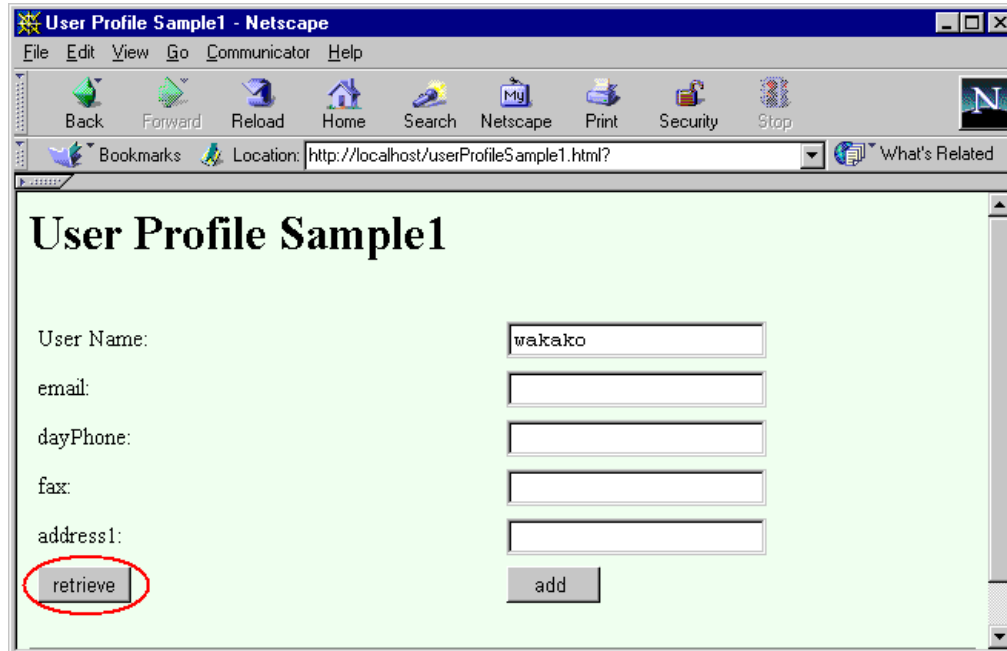 User Profile Sample1 - Netscape
File Edit View Go Communicator Help
My
N
Back Forward Reload Home Search Netscape Print Security Stop
Bookmarks Location: http://localhost/userProfileSample1.html? What's Related
User Profile Sample1
User Name: wakako
email:
dayPhone:
fax:
address1:
retrieve add